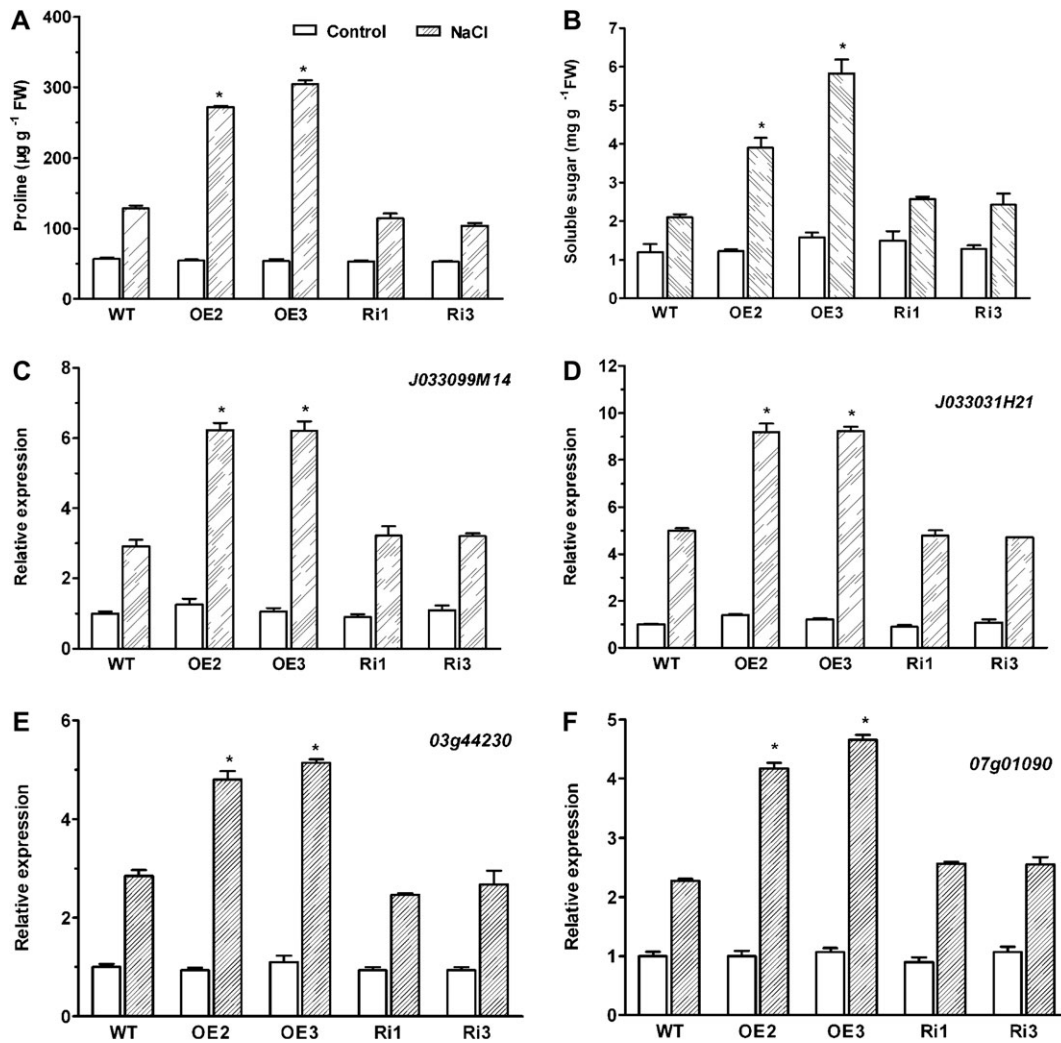 A
Control NaCl
Proline (µg g -1 FW)
400
300
200
100
50
0
WT OE2 OE3 Ri1 Ri3
* *
B
Soluble sugar (mg g -1 FW)
7
6
5
4
3
2
1
0
WT OE2 OE3 Ri1 Ri3
* *
C
J033099M14
Relative expression
8
6
4
2
0
WT OE2 OE3 Ri1 Ri3
* *
D
J033031H21
Relative expression
12
10
8
6
4
2
0
WT OE2 OE3 Ri1 Ri3
* *
E
03g44230
Relative expression
6
4
2
0
WT OE2 OE3 Ri1 Ri3
* *
F
07g01090
Relative expression
5
4
3
2
1
0
WT OE2 OE3 Ri1 Ri3
* *